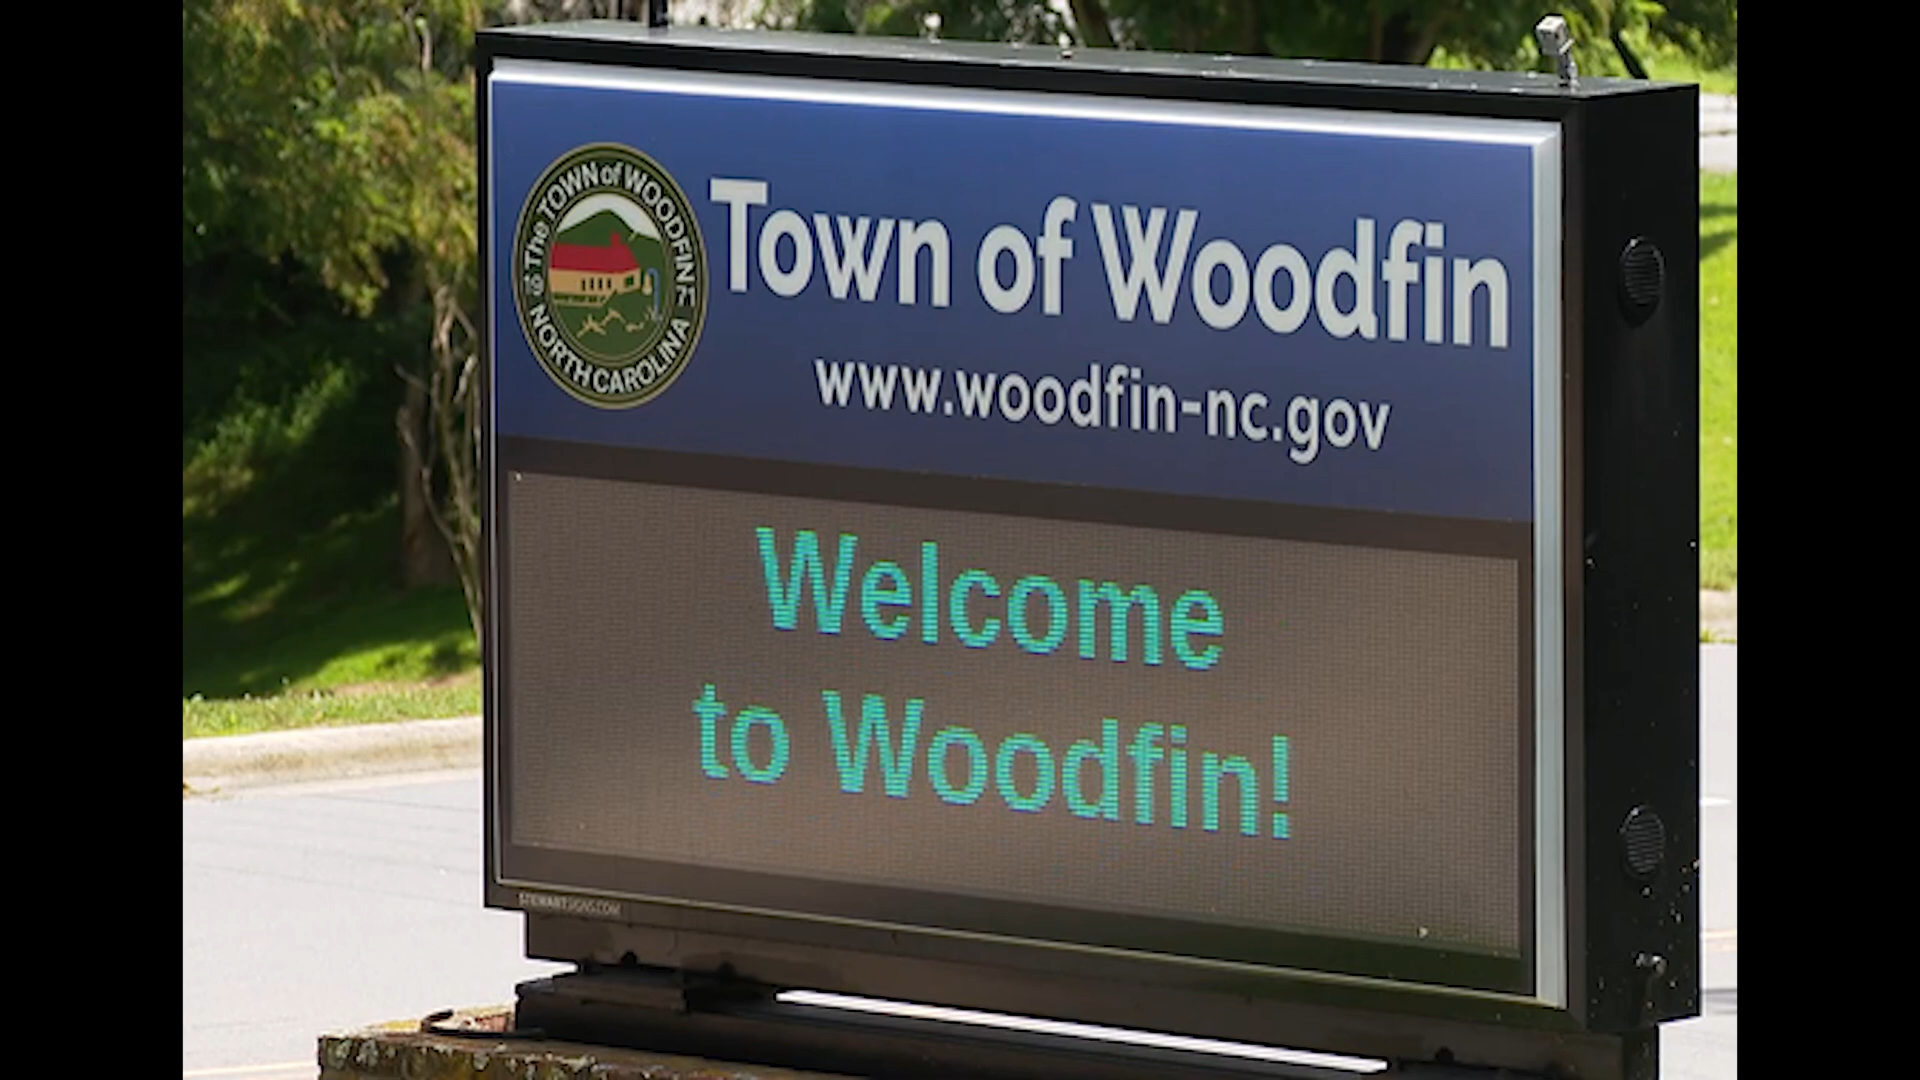 The TOWN of WOODFIN
NORTH CAROLINA
Town of Woodfin
www.woodfin-nc.gov
Welcome
to Woodfin!
STEWARTSIGNS.COM